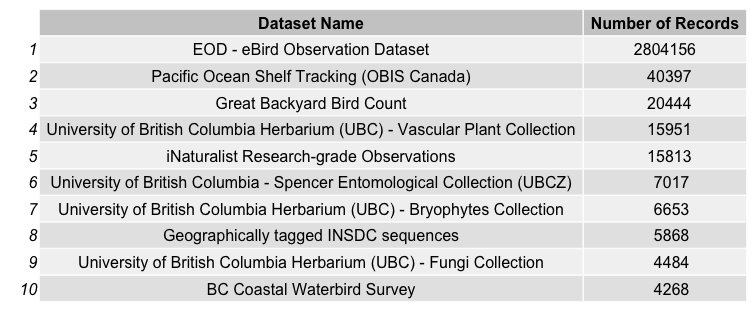 Dataset Name Number of Records
1 EOD - eBird Observation Dataset 2804156
2 Pacific Ocean Shelf Tracking (OBIS Canada) 40397
3 Great Backyard Bird Count 20444
4 University of British Columbia Herbarium (UBC) - Vascular Plant Collection 15951
5 iNaturalist Research-grade Observations 15813
6 University of British Columbia - Spencer Entomological Collection (UBCZ) 7017
7 University of British Columbia Herbarium (UBC) - Bryophytes Collection 6653
8 Geographically tagged INSDC sequences 5868
9 University of British Columbia Herbarium (UBC) - Fungi Collection 4484
10 BC Coastal Waterbird Survey 4268